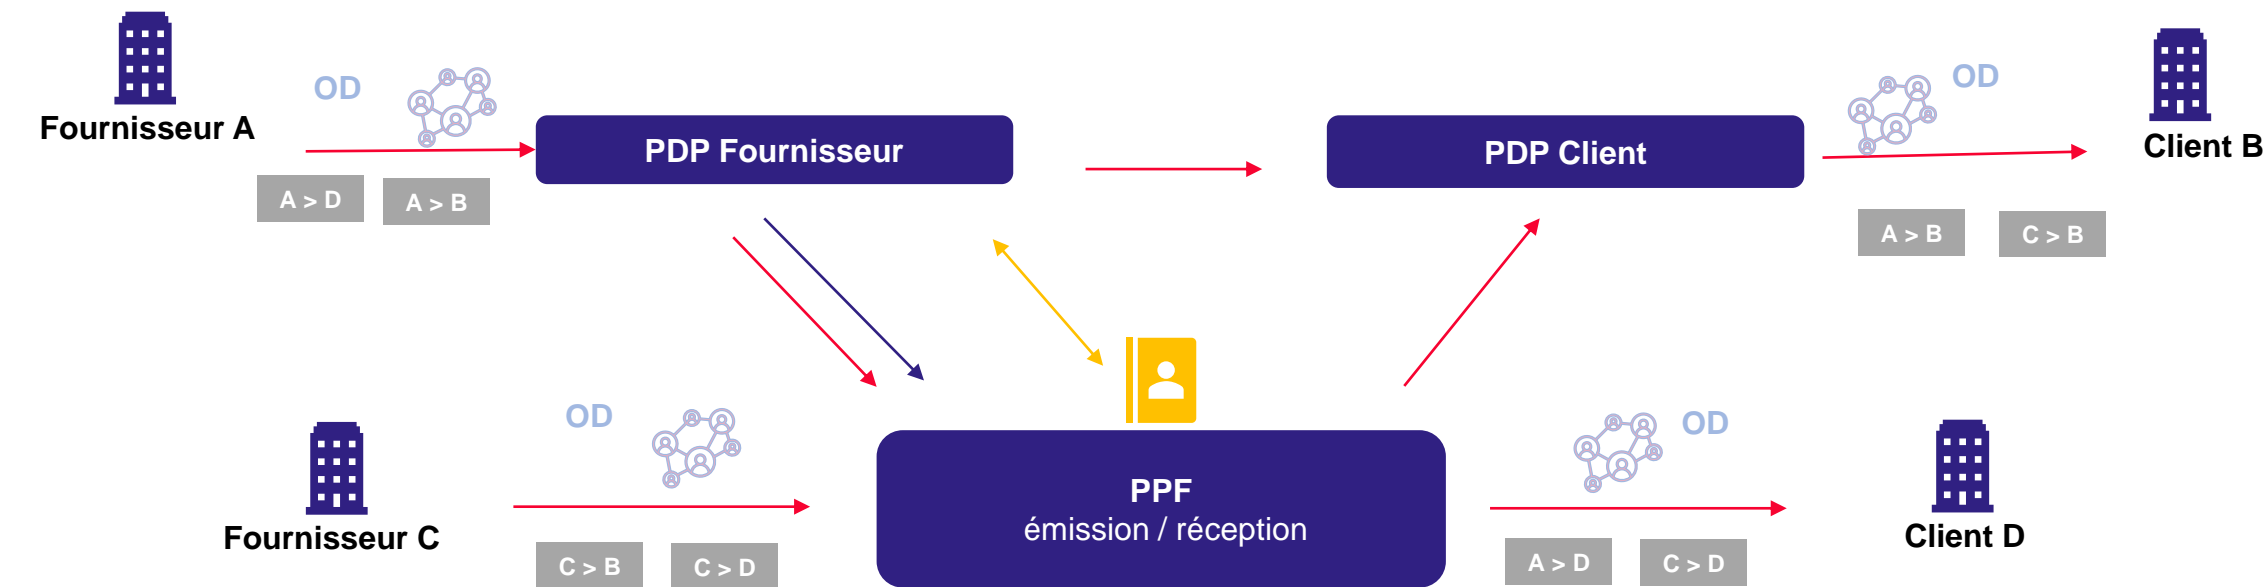 Fournisseur A
OD
PDP Fournisseur
PDP Client
OD
Client B
A > D
A > B
A > B
C > B
Fournisseur C
OD
PPF
émission / réception
OD
Client D
C > B
C > D
A > D
C > D